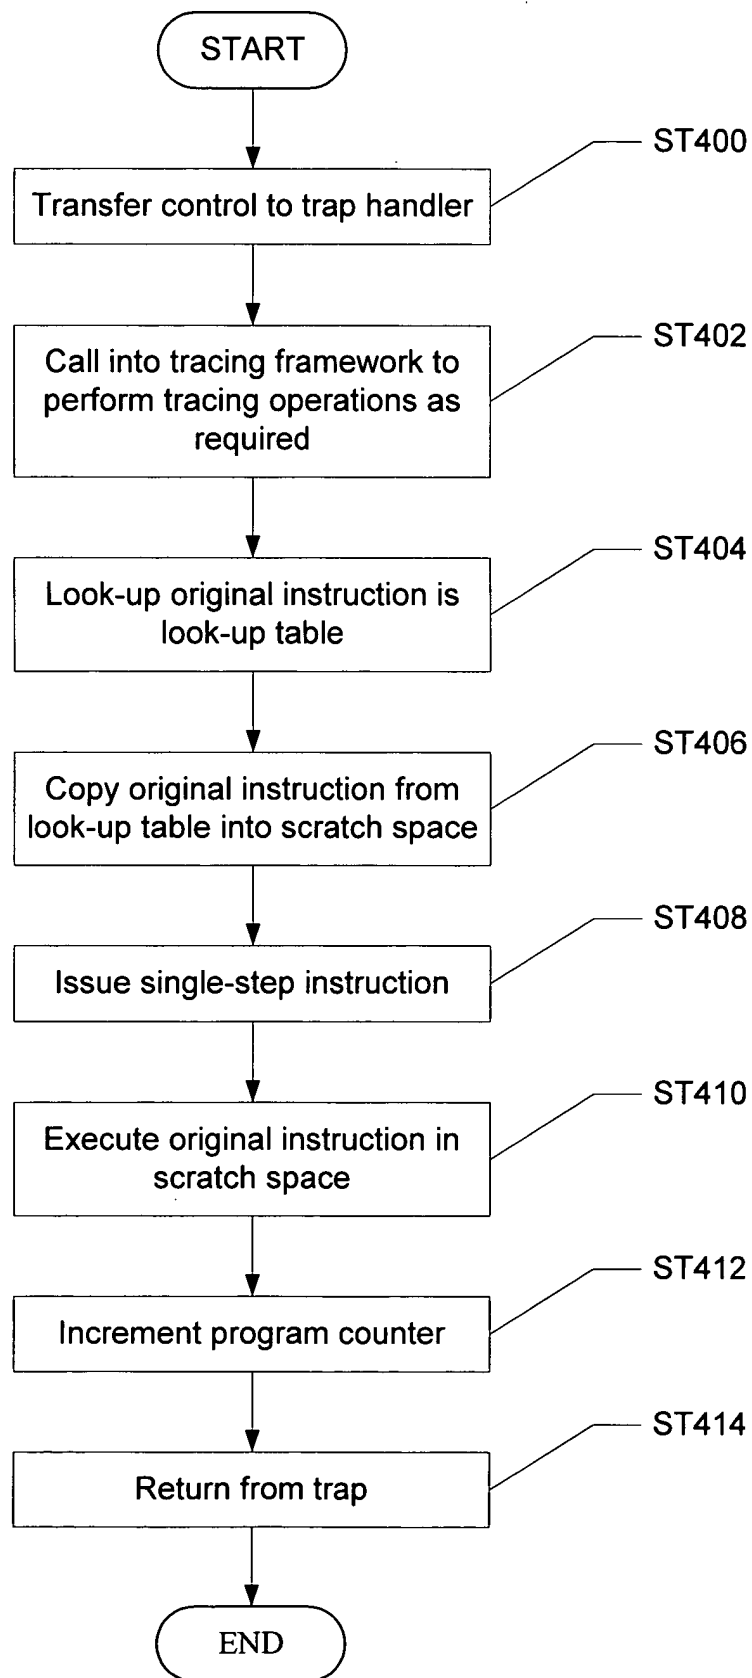 START
ST400
Transfer control to trap handler
ST402
Call into tracing framework to
perform tracing operations as
required
ST404
Look-up original instruction is
look-up table
ST406
Copy original instruction from
look-up table into scratch space
ST408
Issue single-step instruction
ST410
Execute original instruction in
scratch space
ST412
Increment program counter
ST414
Return from trap
END